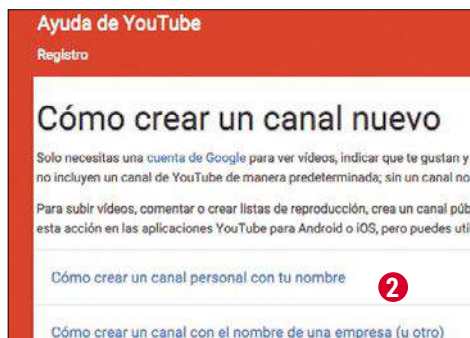 Ayuda de YouTube
Registro
Cómo crear un canal nuevo
Solo necesitas una cuenta de Google para ver vídeos, indicar que te gustan y
no incluyen un canal de YouTube de manera predeterminada; sin un canal no
Para subir vídeos, comentar o crear listas de reproducción, crea un canal
esta acción en las aplicaciones YouTube para Android o iOS, pero puedes
Cómo crear un canal personal con tu nombre
2
Cómo crear un canal con el nombre de una empresa (u otro)